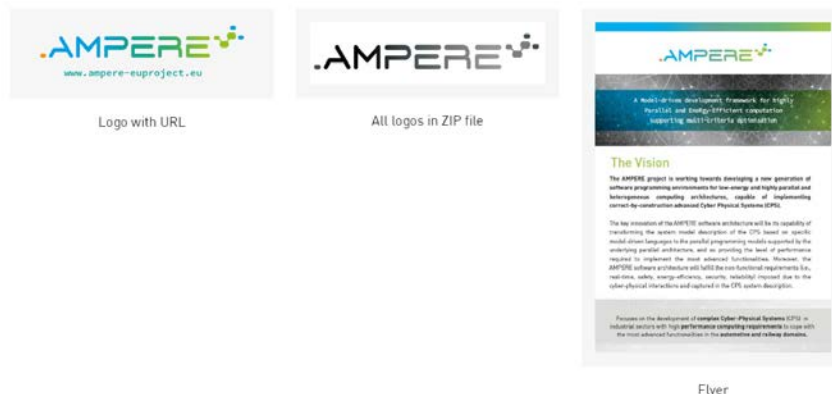 .AMPERE
www.ampere-euproject.eu
Logo with URL
.AMPERE
All logos in ZIP file
.AMPERE
A Model-driven development framework for highly
Parallel and EneRgy-Efficient computation
supporting multi-criteria optimisation
The Vision
The AMPERE project is working towards developing a new generation of
software programming environments for low-energy and highly parallel and
heterogeneous computing architectures, capable of implementing
correct-by-construction advanced Cyber Physical Systems (CPS).
The key innovation of the AMPERE software architecture will be its capability of
transforming the system model description of the CPS based on specific
model-driven languages to the parallel programming models supported by the
underlying parallel architecture, and so providing the level of performance
required to implement the most advanced functionalities. Moreover, the
AMPERE software architecture will fulfil the non-functional requirements (i.e.,
real-time, safety, energy-efficiency, security, reliability) imposed due to the
cyber-physical interactions and captured in the CPS system description.
Focuses on the development of complex Cyber-Physical Systems (CPS) in
industrial sectors with high performance computing requirements to cope with
the most advanced functionalities in the automotive and railway domains.
Flyer